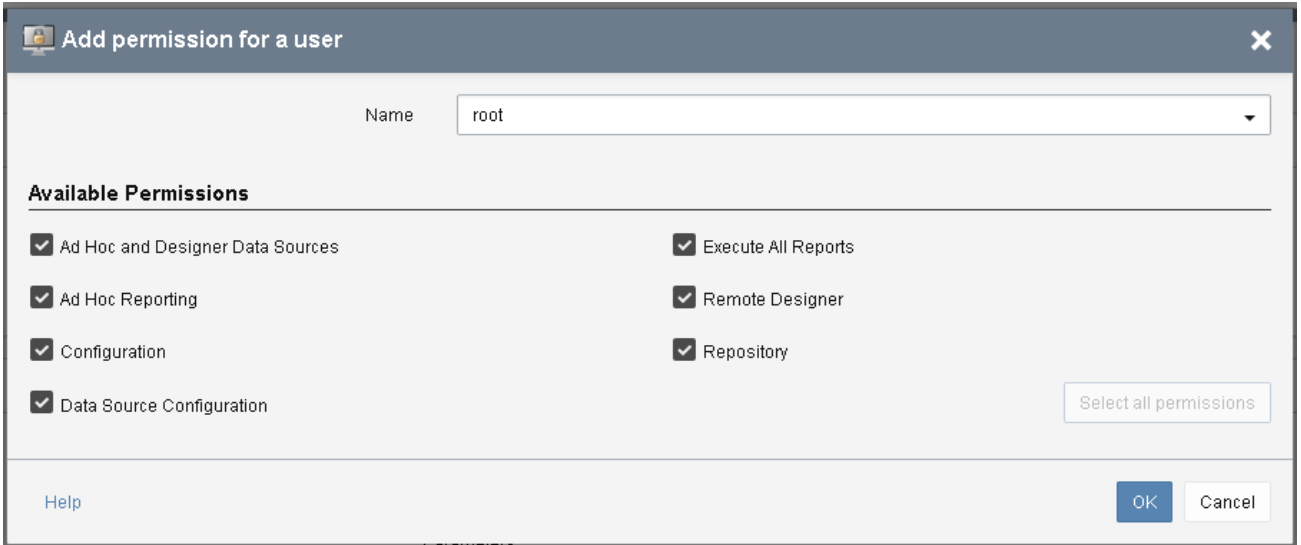 Add permission for a user
Name
root
Available Permissions
Ad Hoc and Designer Data Sources
Execute All Reports
Ad Hoc Reporting
Remote Designer
Configuration
Repository
Data Source Configuration
Select all permissions
Help
OK
Cancel